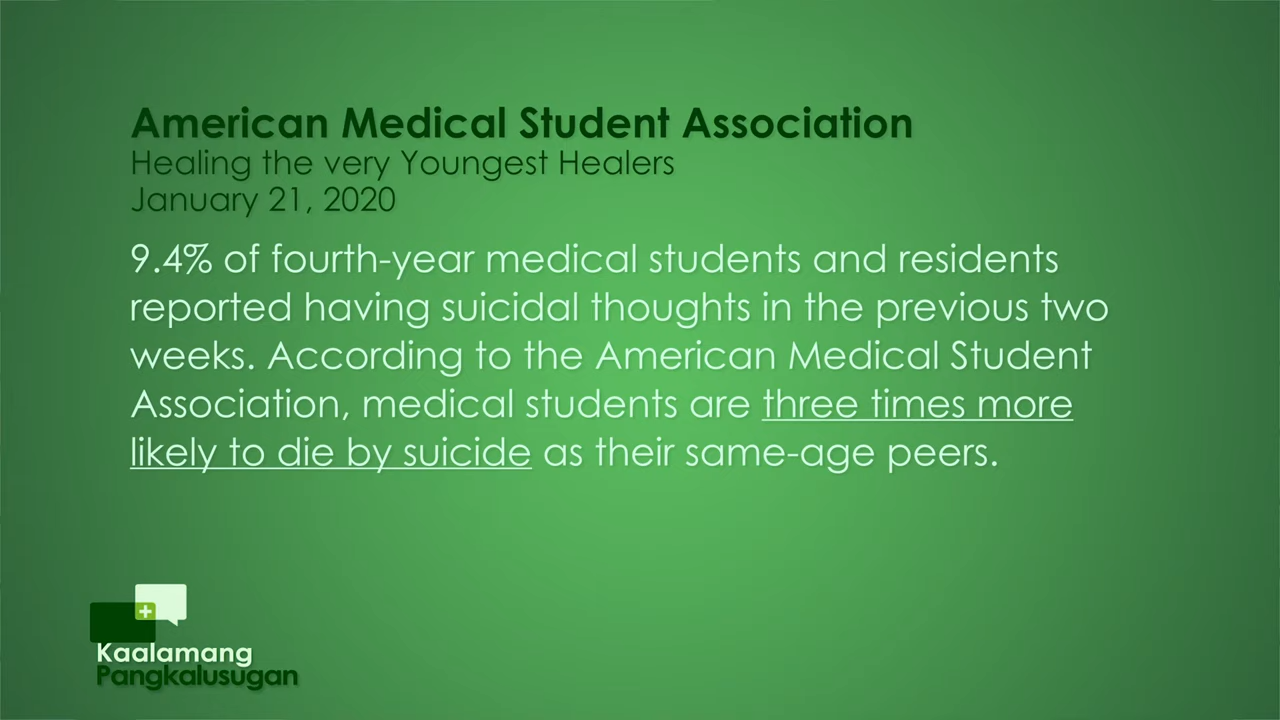 American Medical Student Association
Healing the very Youngest Healers
January 21, 2020
9.4% of fourth-year medical students and residents
reported having suicidal thoughts in the previous two
weeks. According to the American Medical Student
Association, medical students are three times more
likely to die by suicide as their same-age peers.
Kaalamang
Pangkalusugan